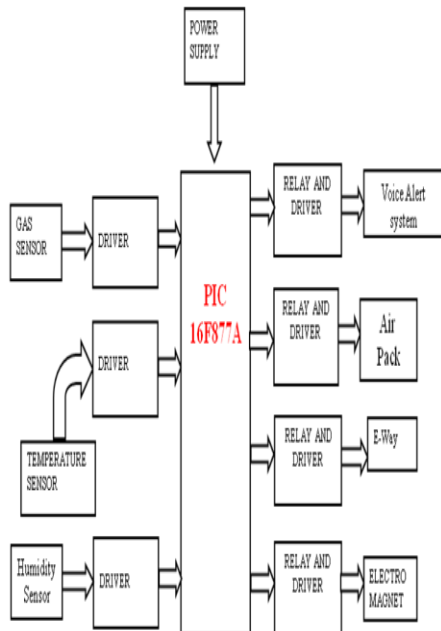 POWER
SUPPLY
GAS
SENSOR
DRIVER
DRIVER
TEMPERATURE
SENSOR
Humidity
Sensor
DRIVER
PIC
16F877A
RELAY AND
DRIVER
Voice Alert
system
RELAY AND
DRIVER
Air
Pack
RELAY AND
DRIVER
E-Way
RELAY AND
DRIVER
ELECTRO
MAGNET